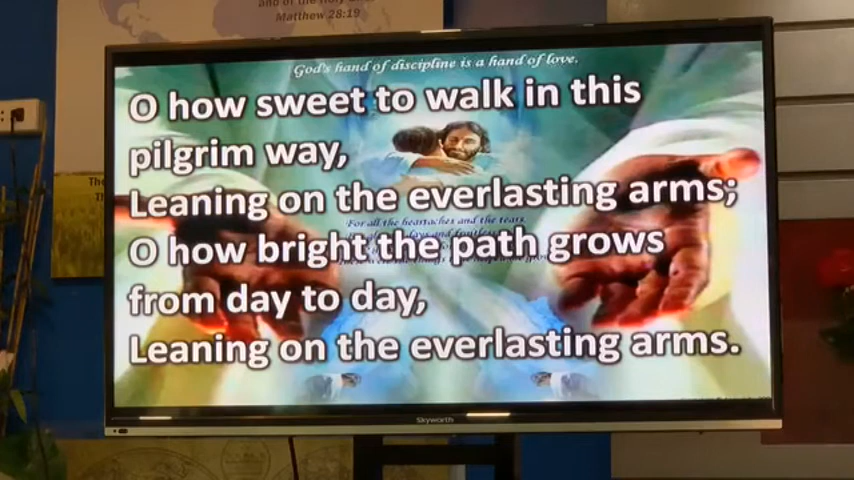 and of the Holy
Matthew 28:19
God's hand of discipline is a hand of love.
O how sweet to walk in this
pilgrim way,
Leaning on the everlasting arms;
For all the heartaches and the tears,
O how bright the path grows
from day to day,
Leaning on the everlasting arms.
Skyworth